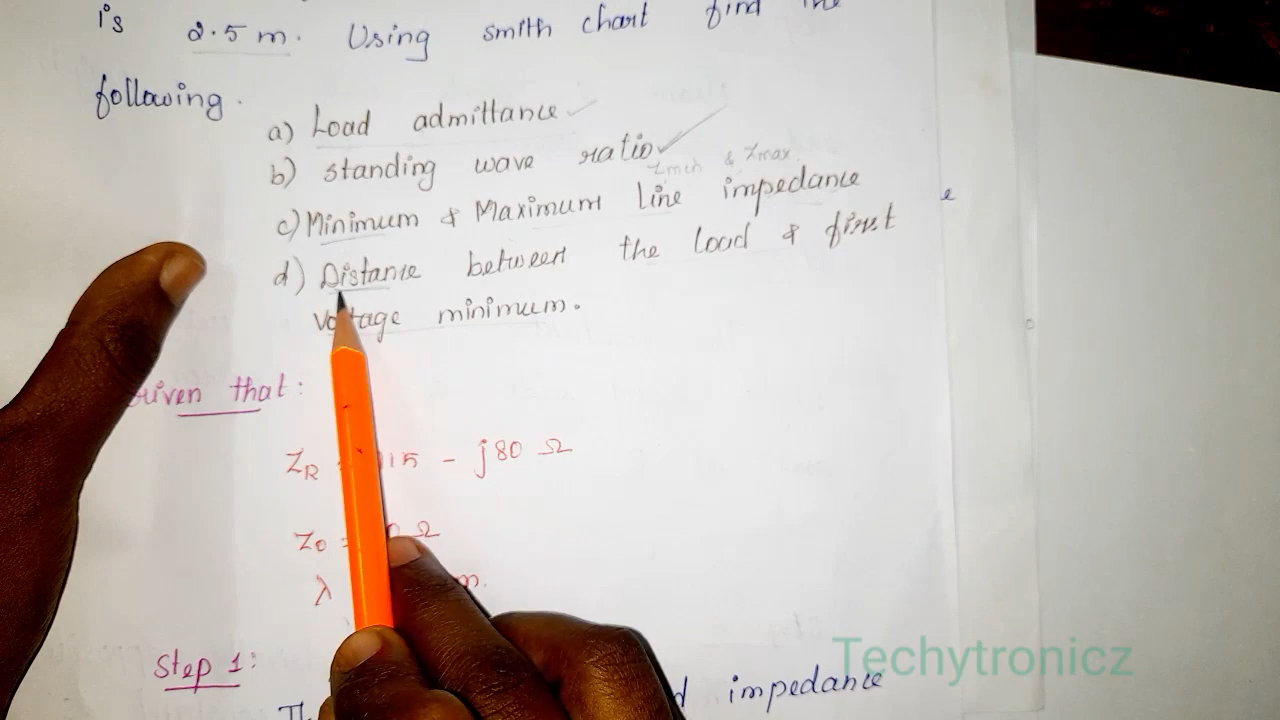 is 2.5 m. Using smith chart find the
following.
a) Load admittance
b) standing wave ratio
Zmin & Zmax
c) Minimum & Maximum line impedance
d) Distance between the load & first
voltage minimum.
Given that:
ZR - j80 Ω
Z0 = Ω
λ m.
Step 1:
impedance
Techytronicz